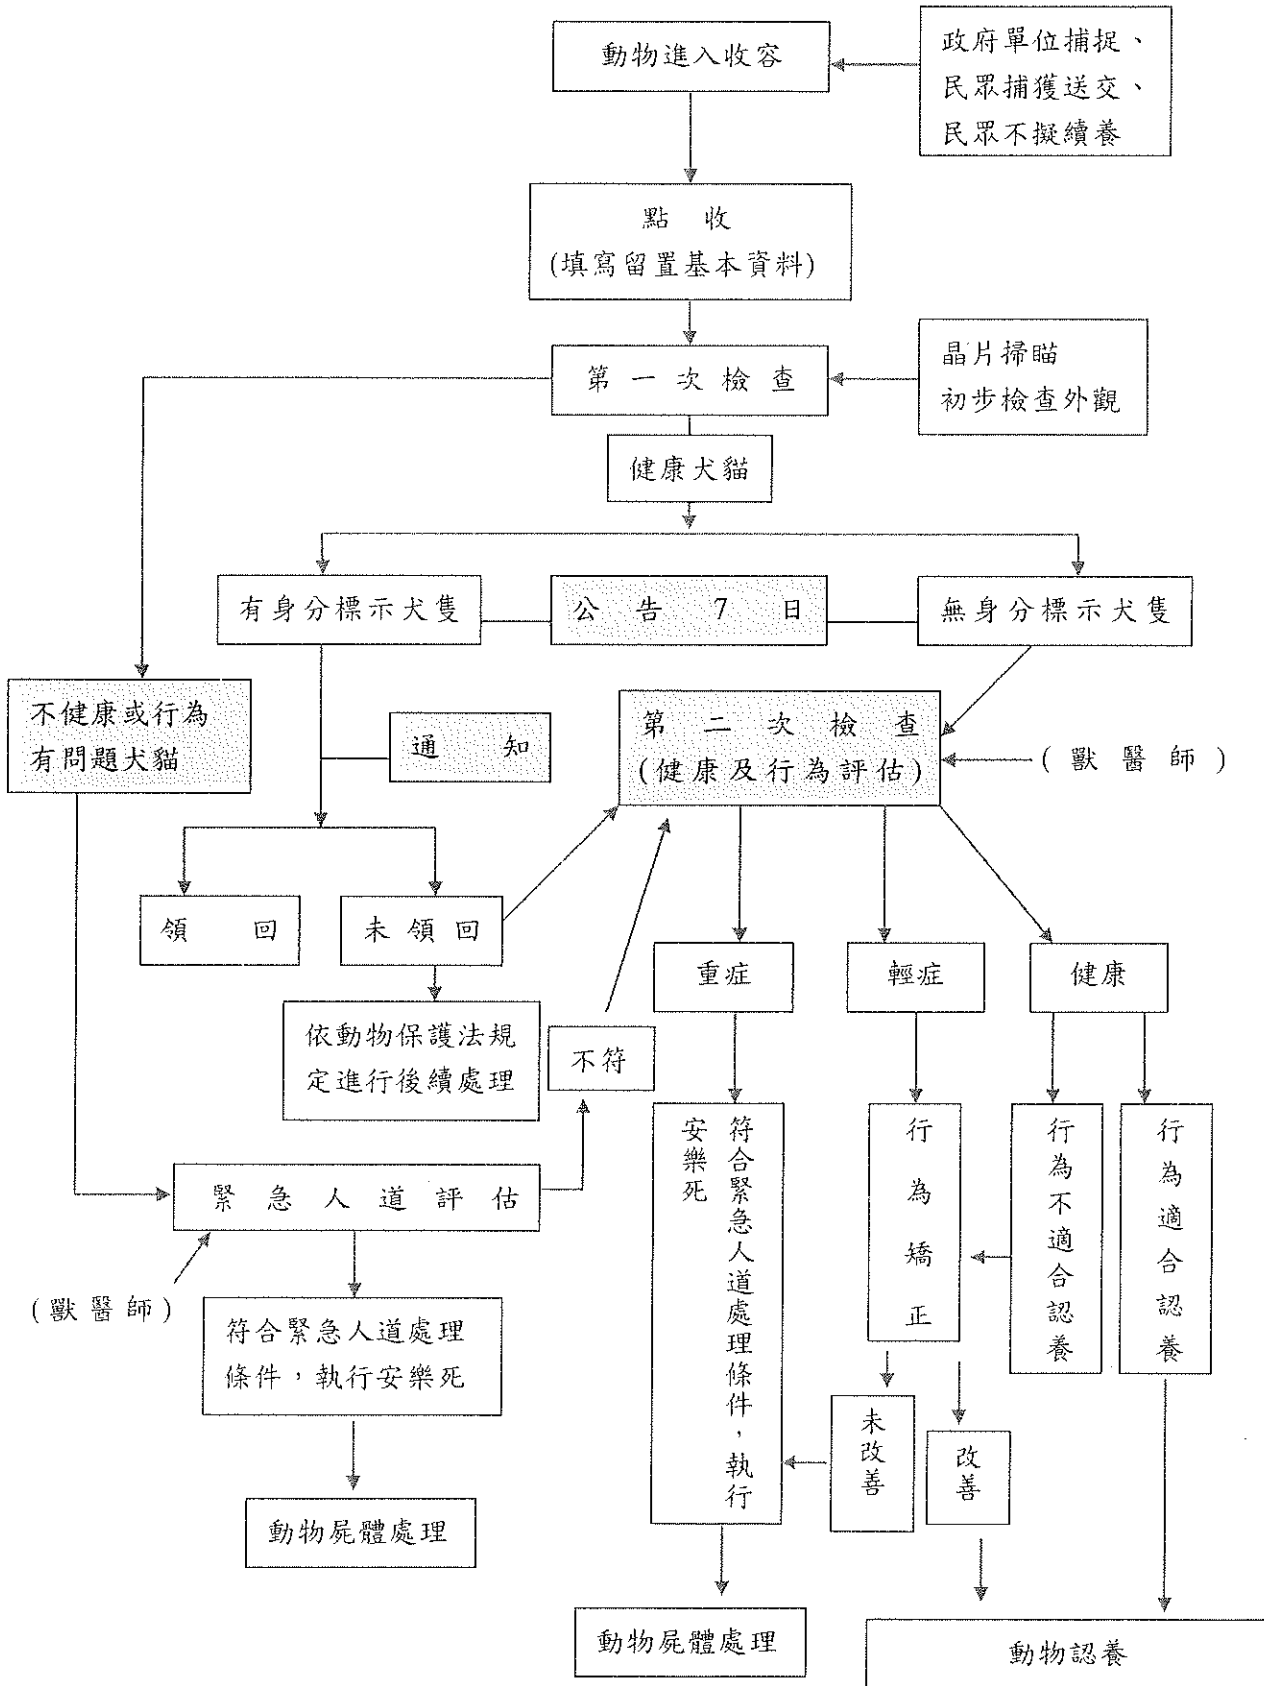 動物進入收容
政府單位捕捉、
民眾捕獲送交、
民眾不擬續養
點收
(填寫留置基本資料)
第一次檢查
晶片掃瞄
初步檢查外觀
健康犬貓
有身分標示犬隻
公告7日
無身分標示犬隻
不健康或行為
有問題犬貓
通知
第二次檢查
(健康及行為評估)
(獸醫師)
領回
未領回
重症
輕症
健康
依動物保護法規
定進行後續處理
不符
符合緊急人道處理條件，執行
安樂死
行為矯正
行為不適合認養
行為適合認養
緊急人道評估
(獸醫師)
符合緊急人道處理
條件，執行安樂死
未改善
改善
動物屍體處理
動物屍體處理
動物認養